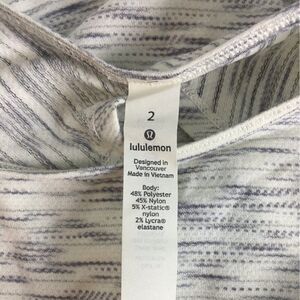 2
lululemon
Designed in
Vancouver
Made in Vietnam
Body:
48% Polyester
45% Nylon
5% X-static®
nylon
2% Lycra®
elastane